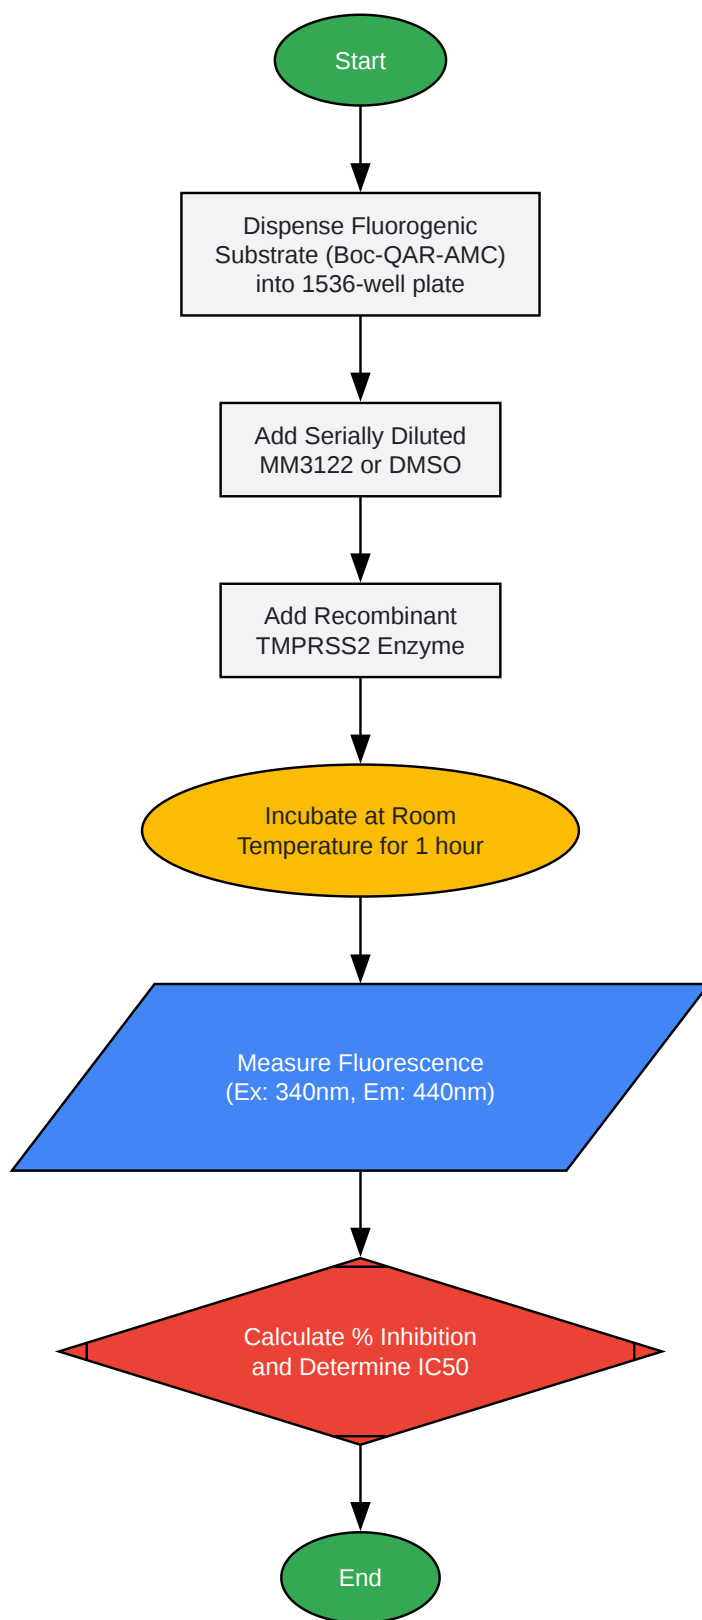 Start
Dispense Fluorogenic
Substrate (Boc-QAR-AMC)
into 1536-well plate
Add Serially Diluted
MM3122 or DMSO
Add Recombinant
TMPRSS2 Enzyme
Incubate at Room
Temperature for 1 hour
Measure Fluorescence
(Ex: 340nm, Em: 440nm)
Calculate % Inhibition
and Determine IC50
End